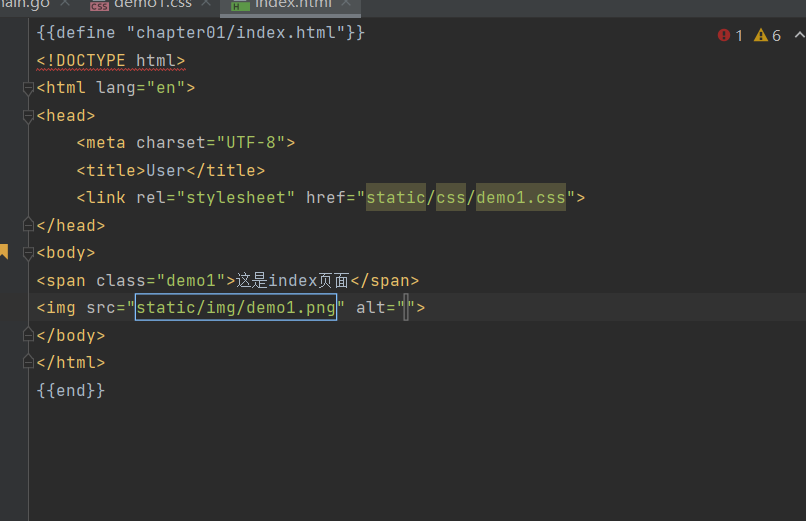 main.go demo1.css index.html
{{define "chapter01/index.html"}} 1 6
<!DOCTYPE html>
<html lang="en">
<head>
    <meta charset="UTF-8">
    <title>User</title>
    <link rel="stylesheet" href="static/css/demo1.css">
</head>
<body>
<span class="demo1">这是index页面</span>
<img src="static/img/demo1.png" alt="">
</body>
</html>
{{end}}